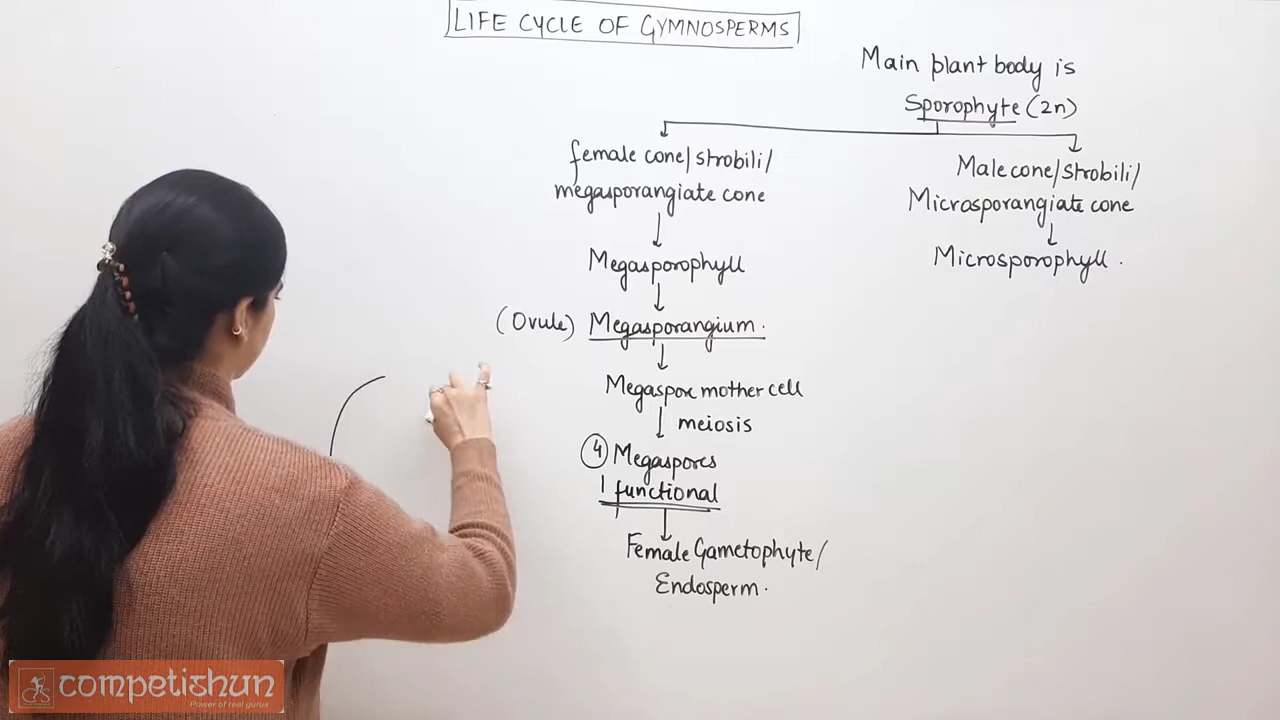 LIFE CYCLE OF GYMNOSPERMS
Main plant body is
Sporophyte (2n)
female cone/strobili/
megasporangiate cone
Megasporophyll
(Ovule) Megasporangium.
Megaspore mother cell
meiosis
4 Megaspores
1 functional
Female Gametophyte/
Endosperm.
Male cone/strobili/
Microsporangiate cone
Microsporophyll.
competishun
Power of real gurus